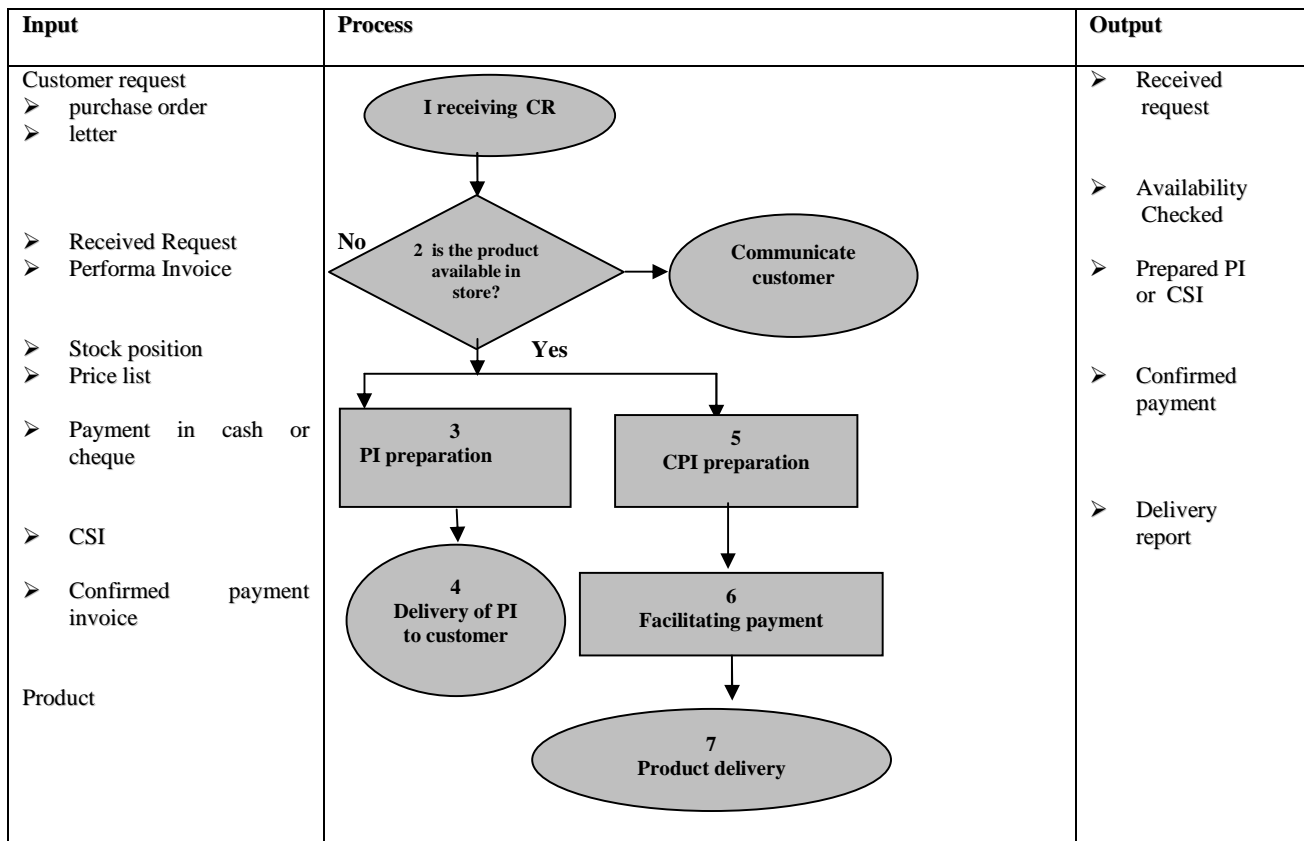 Input
Process
Output
Customer request
➢ purchase order
➢ letter
➢ Received Request
➢ Performa Invoice
➢ Stock position
➢ Price list
➢ Payment in cash or
cheque
➢ CSI
➢ Confirmed payment
invoice
Product
I receiving CR
No
2 is the product
available in
store?
Communicate
customer
Yes
3
PI preparation
5
CPI preparation
4
Delivery of PI
to customer
6
Facilitating payment
7
Product delivery
➢ Received
request
➢ Availability
Checked
➢ Prepared PI
or CSI
➢ Confirmed
payment
➢ Delivery
report